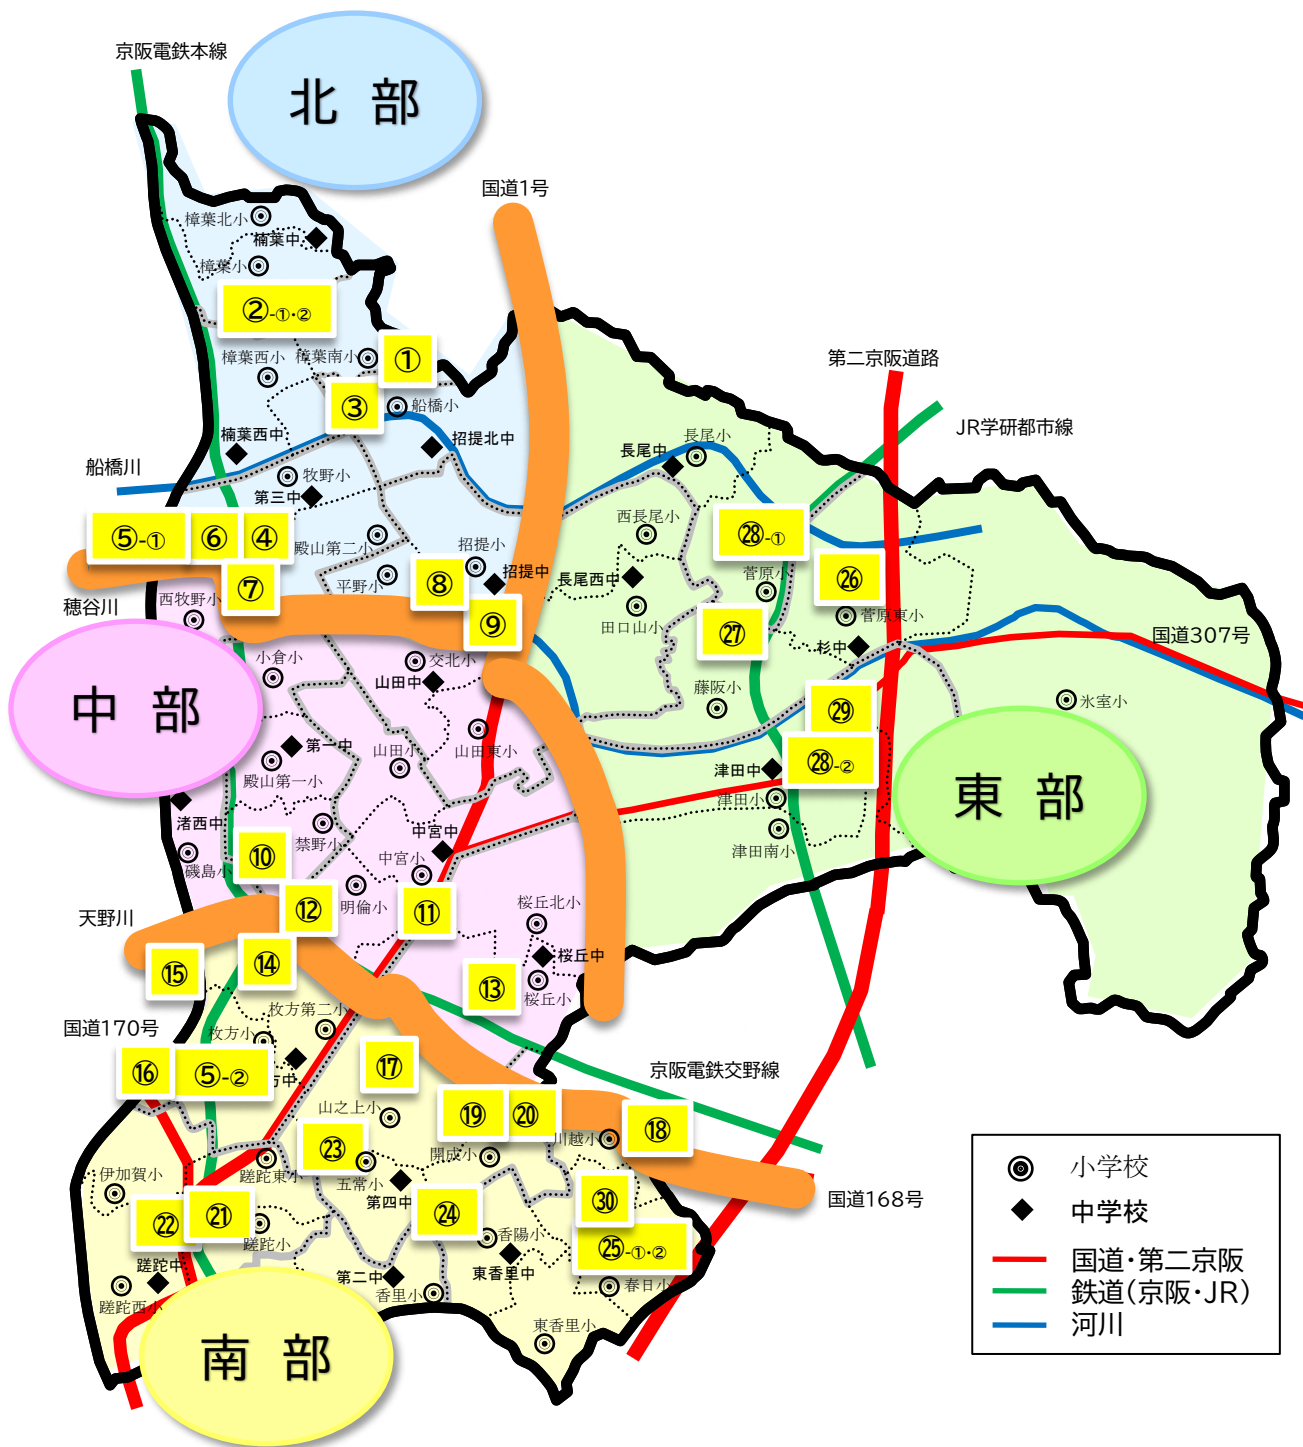 京阪電鉄本線
北 部
国道1号
樟葉北小
楠葉中
樟葉小
②-①・②
樟葉西小
樟葉南小
①
第二京阪道路
③
船橋小
JR学研都市線
楠葉西中
招提北中
長尾中
長尾小
船橋川
牧野小
第三中
西長尾小
⑤-①
⑥
④
殿山第二小
招提小
㉘-①
⑦
平野小
⑧
招提中
長尾西中
菅原小
㉖
穂谷川
西牧野小
⑨
田口山小
㉗
菅原東小
杉中
国道307号
小倉小
交北小
山田中
中 部
藤阪小
㉙
氷室小
第一中
山田小
山田東小
殿山第一小
津田中
㉘-②
東 部
渚西中
禁野小
中宮中
津田小
磯島小
⑩
中宮小
津田南小
明倫小
天野川
⑫
⑪
桜丘北小
⑮
⑭
桜丘中
⑬
桜丘小
国道170号
枚方第二小
枚方小
⑯
⑤-②
方中
⑰
京阪電鉄交野線
山之上小
⑲
⑳
⑱
川越小
㉓
開成小
伊加賀小
蹉跎東小
五常小
第四中
小学校
国道168号
㉒
㉑
㉔
㉚
中学校
蹉跎小
香陽小
㉕-①・②
蹉跎中
東香里中
国道・第二京阪
第二中
香里小
春日小
鉄道(京阪・JR)
蹉跎西小
東香里小
河川
南 部